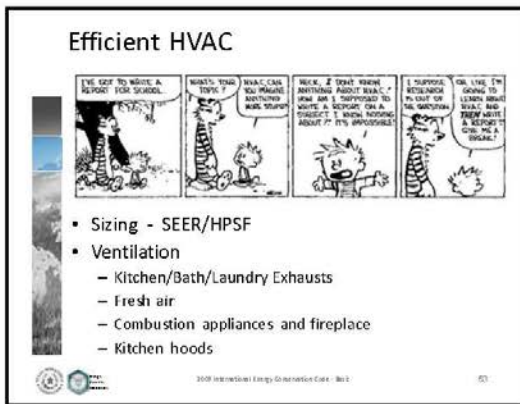 Efficient HVAC
I'VE GOT TO WRITE A
REPORT FOR SCHOOL.
WHAT'S YOUR
TOPIC?
HVAC. CAN
YOU IMAGINE
ANYTHING
MORE STUPID?
HECK, I DON'T KNOW
ANYTHING ABOUT HVAC!
HOW AM I SUPPOSED TO
WRITE A REPORT ON A
SUBJECT I KNOW NOTHING
ABOUT?! IT'S IMPOSSIBLE!
I SUPPOSE
RESEARCH
IS OUT OF
THE QUESTION.
OH, LIKE I'M
GOING TO
LEARN ABOUT
HVAC AND
THEN WRITE
A REPORT?!
GIVE ME A
BREAK!
• Sizing - SEER/HPSF
• Ventilation
– Kitchen/Bath/Laundry Exhausts
– Fresh air
– Combustion appliances and fireplace
– Kitchen hoods
2009 International Energy Conservation Code -